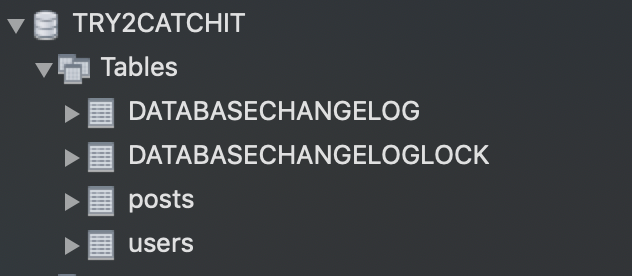 TRY2CATCHIT
Tables
DATABASECHANGELOG
DATABASECHANGELOGLOCK
posts
users